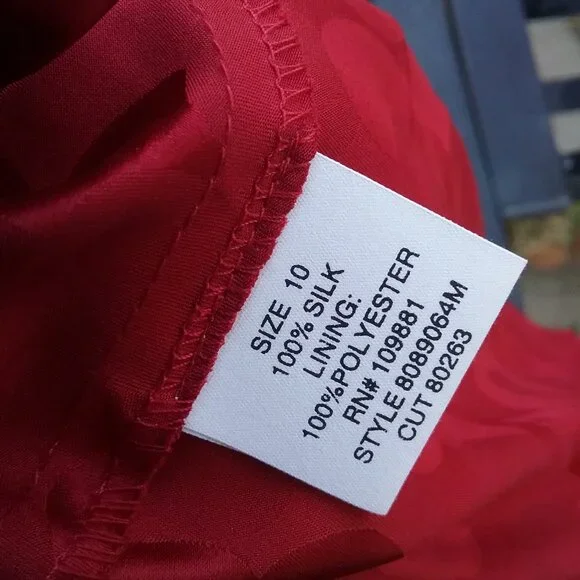 SIZE 10
100% SILK
LINING:
100%POLYESTER
RN# 109881
STYLE 8089064M
CUT 80263